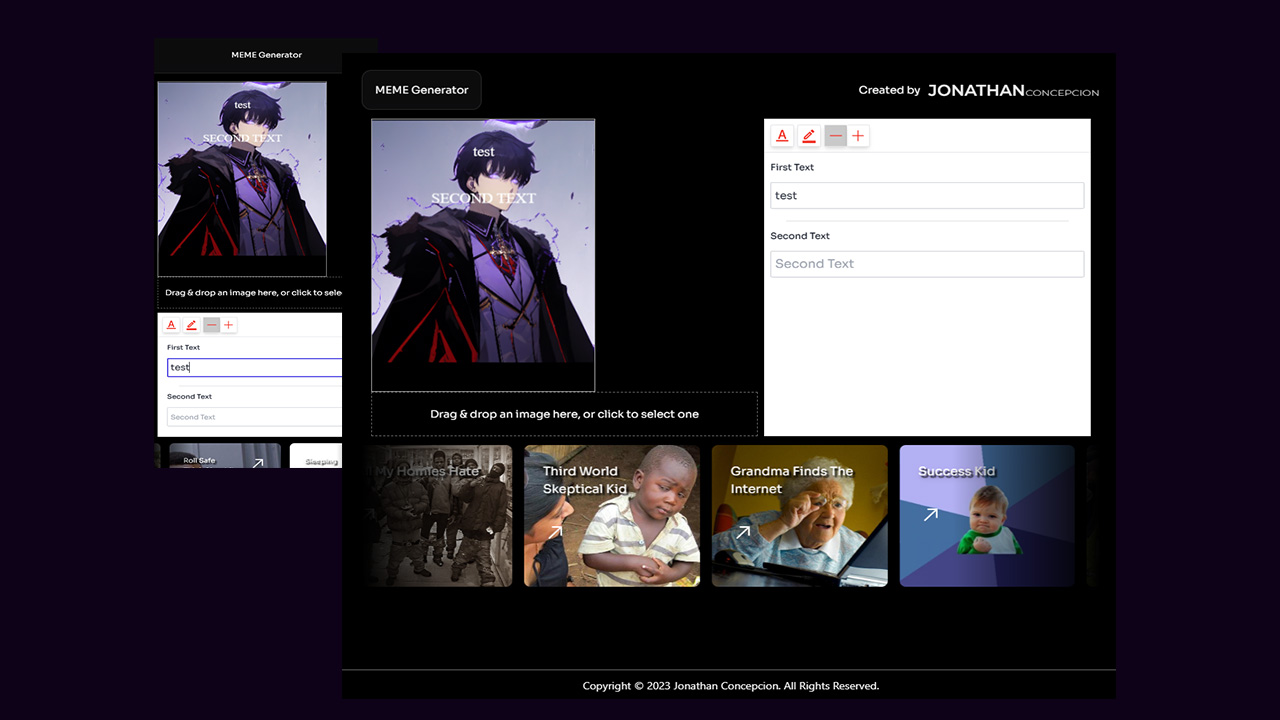 MEME Generator
test
SECOND TEXT
Drag & drop an image here, or click to sele
A
First Text
test
Second Text
Second Text
Roll Safe
Sleeping
MEME Generator
Created by JONATHANCONCEPCION
test
SECOND TEXT
Drag & drop an image here, or click to select one
A
First Text
test
Second Text
Second Text
My Homies Hate
Third World
Skeptical Kid
Grandma Finds The
Internet
Success Kid
Copyright © 2023 Jonathan Concepcion. All Rights Reserved.